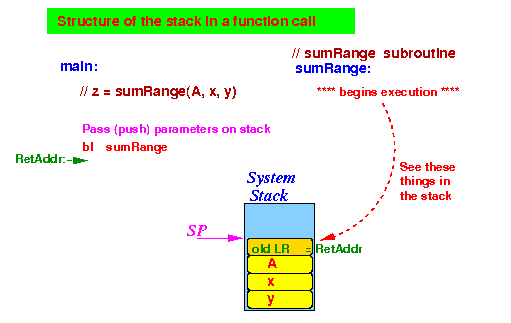 Structure of the stack in a function call
main:
// z = sumRange(A, x, y)
Pass (push) parameters on stack
bl sumRange
RetAddr:
// sumRange subroutine
sumRange:
**** begins execution ****
See these
things in
the stack
System
Stack
SP
old LR = RetAddr
A
x
y